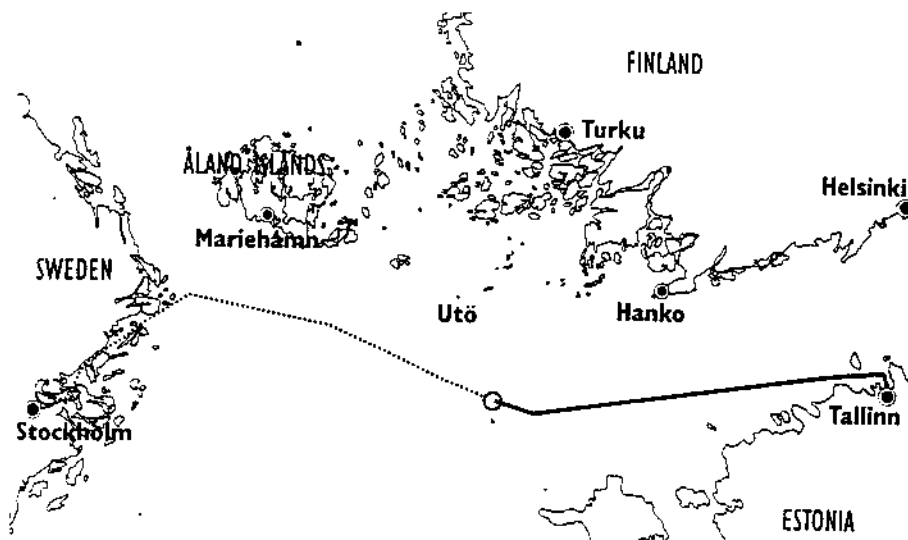 FINLAND
Turku
ÅLAND ISLANDS
Helsinki
Mariehamn
SWEDEN
Utö
Hanko
Tallinn
Stockholm
ESTONIA